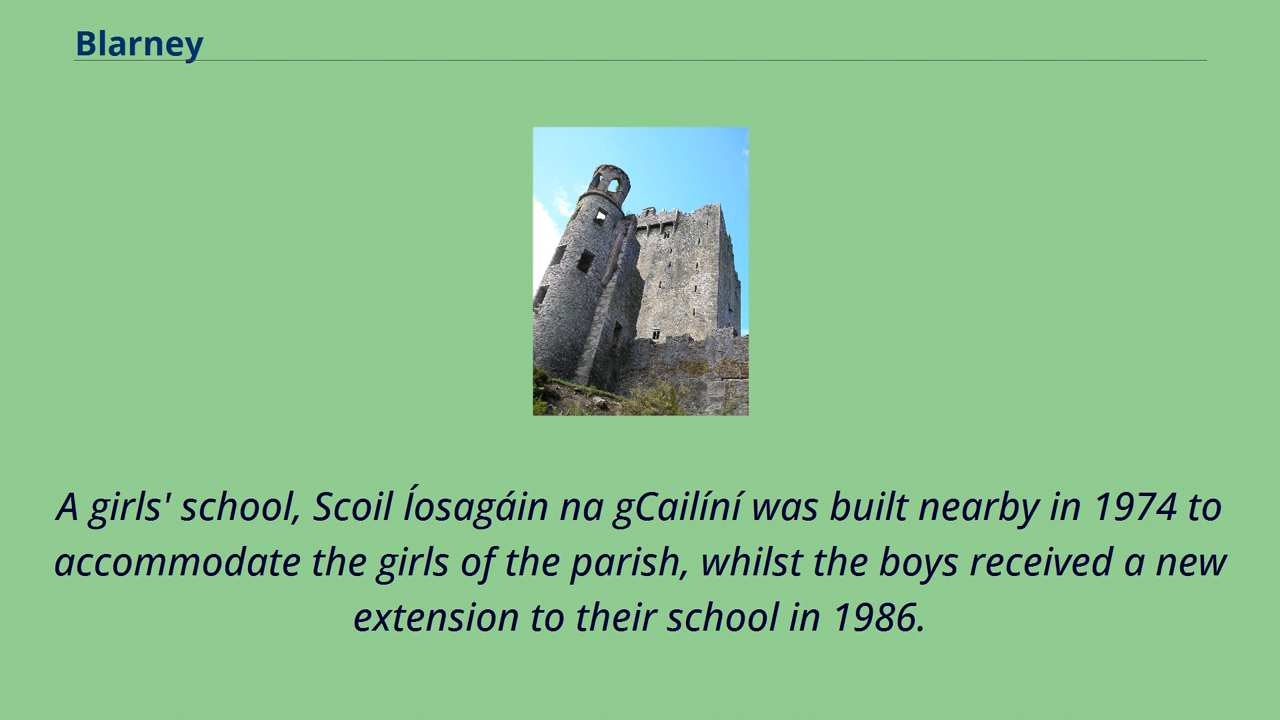 Blarney
A girls' school, Scoil Íosagáin na gCailíní was built nearby in 1974 to
accommodate the girls of the parish, whilst the boys received a new
extension to their school in 1986.